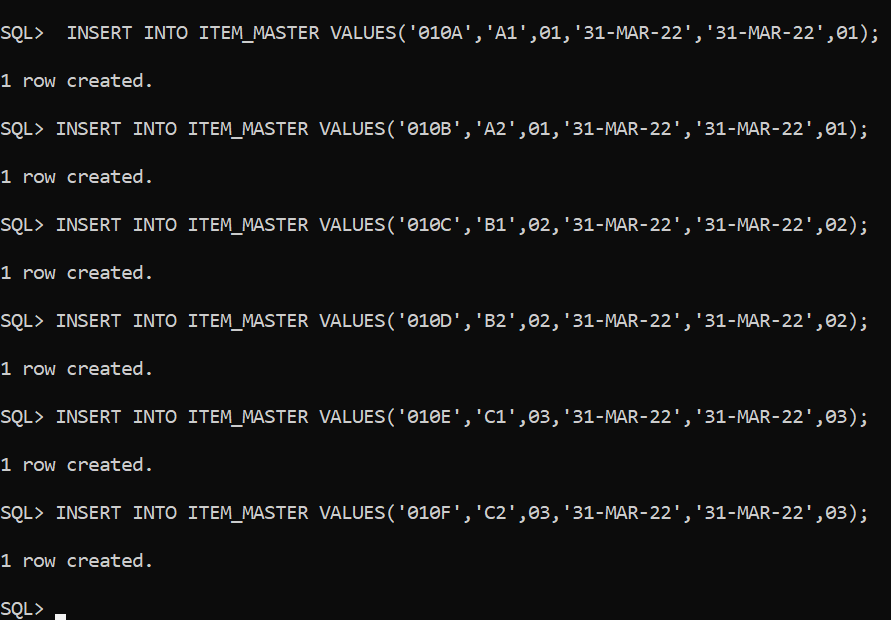 SQL>  INSERT INTO ITEM_MASTER VALUES('010A','A1',01,'31-MAR-22','31-MAR-22',01);
1 row created.
SQL> INSERT INTO ITEM_MASTER VALUES('010B','A2',01,'31-MAR-22','31-MAR-22',01);
1 row created.
SQL> INSERT INTO ITEM_MASTER VALUES('010C','B1',02,'31-MAR-22','31-MAR-22',02);
1 row created.
SQL> INSERT INTO ITEM_MASTER VALUES('010D','B2',02,'31-MAR-22','31-MAR-22',02);
1 row created.
SQL> INSERT INTO ITEM_MASTER VALUES('010E','C1',03,'31-MAR-22','31-MAR-22',03);
1 row created.
SQL> INSERT INTO ITEM_MASTER VALUES('010F','C2',03,'31-MAR-22','31-MAR-22',03);
1 row created.
SQL>